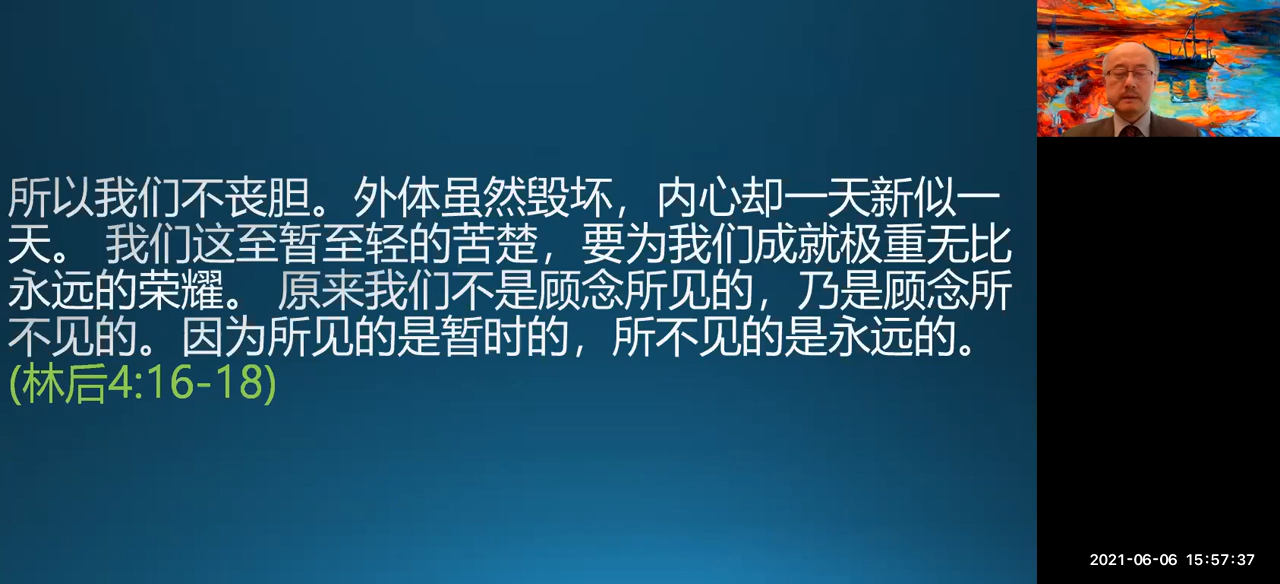 所以我们不丧胆。外体虽然毁坏，内心却一天新似一
天。 我们这至暂至轻的苦楚，要为我们成就极重无比
永远的荣耀。 原来我们不是顾念所见的，乃是顾念所
不见的。因为所见的是暂时的，所不见的是永远的。
(林后4:16-18)
2021-06-06 15:57:37